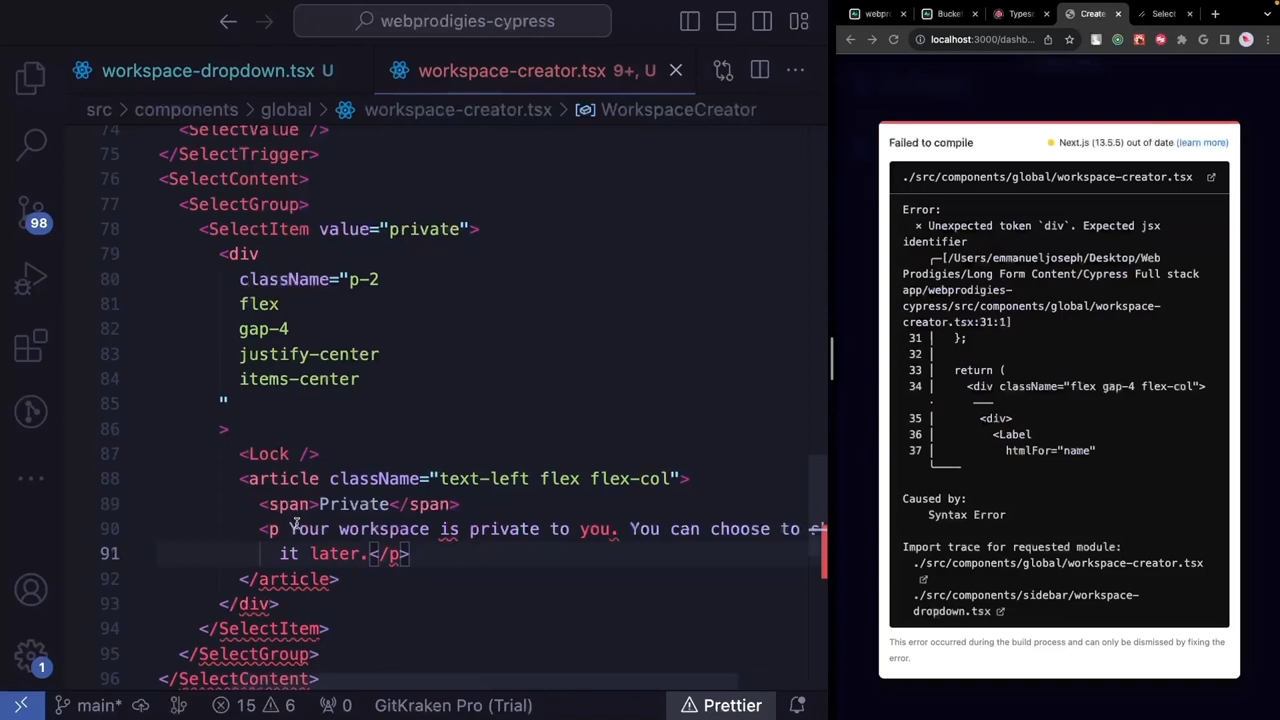 webprodigies-cypress
workspace-dropdown.tsx U
workspace-creator.tsx 9+, U
src > components > global > workspace-creator.tsx > WorkspaceCreator
74 <SelectValue />
75 </SelectTrigger>
76 <SelectContent>
77 <SelectGroup>
78 <SelectItem value="private">
79 <div
80 className="p-2
81 flex
82 gap-4
83 justify-center
84 items-center
85 "
86 >
87 <Lock />
88 <article className="text-left flex flex-col">
89 <span>Private</span>
90 <p Your workspace is private to you. You can choose to
91 it later.</p>
92 </article>
93 </div>
94 </SelectItem>
95 </SelectGroup>
96 </SelectContent>
98
1
main* 15 6 0 GitKraken Pro (Trial) Prettier
webpro Bucket Typesc Create Select
localhost:3000/dashb...
Failed to compile
Next.js (13.5.5) out of date (learn more)
./src/components/global/workspace-creator.tsx
Error:
× Unexpected token `div`. Expected jsx
identifier
╭─[/Users/emmanueljoseph/Desktop/Web
Prodigies/Long Form Content/Cypress Full stack
app/webprodigies-
cypress/src/components/global/workspace-
creator.tsx:31:1]
31 │ };
32 │
33 │ return (
34 │ <div className="flex gap-4 flex-col">
· ───
35 │ <div>
36 │ <Label
37 │ htmlFor="name"
╰────
Caused by:
Syntax Error
Import trace for requested module:
./src/components/global/workspace-creator.tsx
./src/components/sidebar/workspace-
dropdown.tsx
This error occurred during the build process and can only be dismissed by fixing the
error.